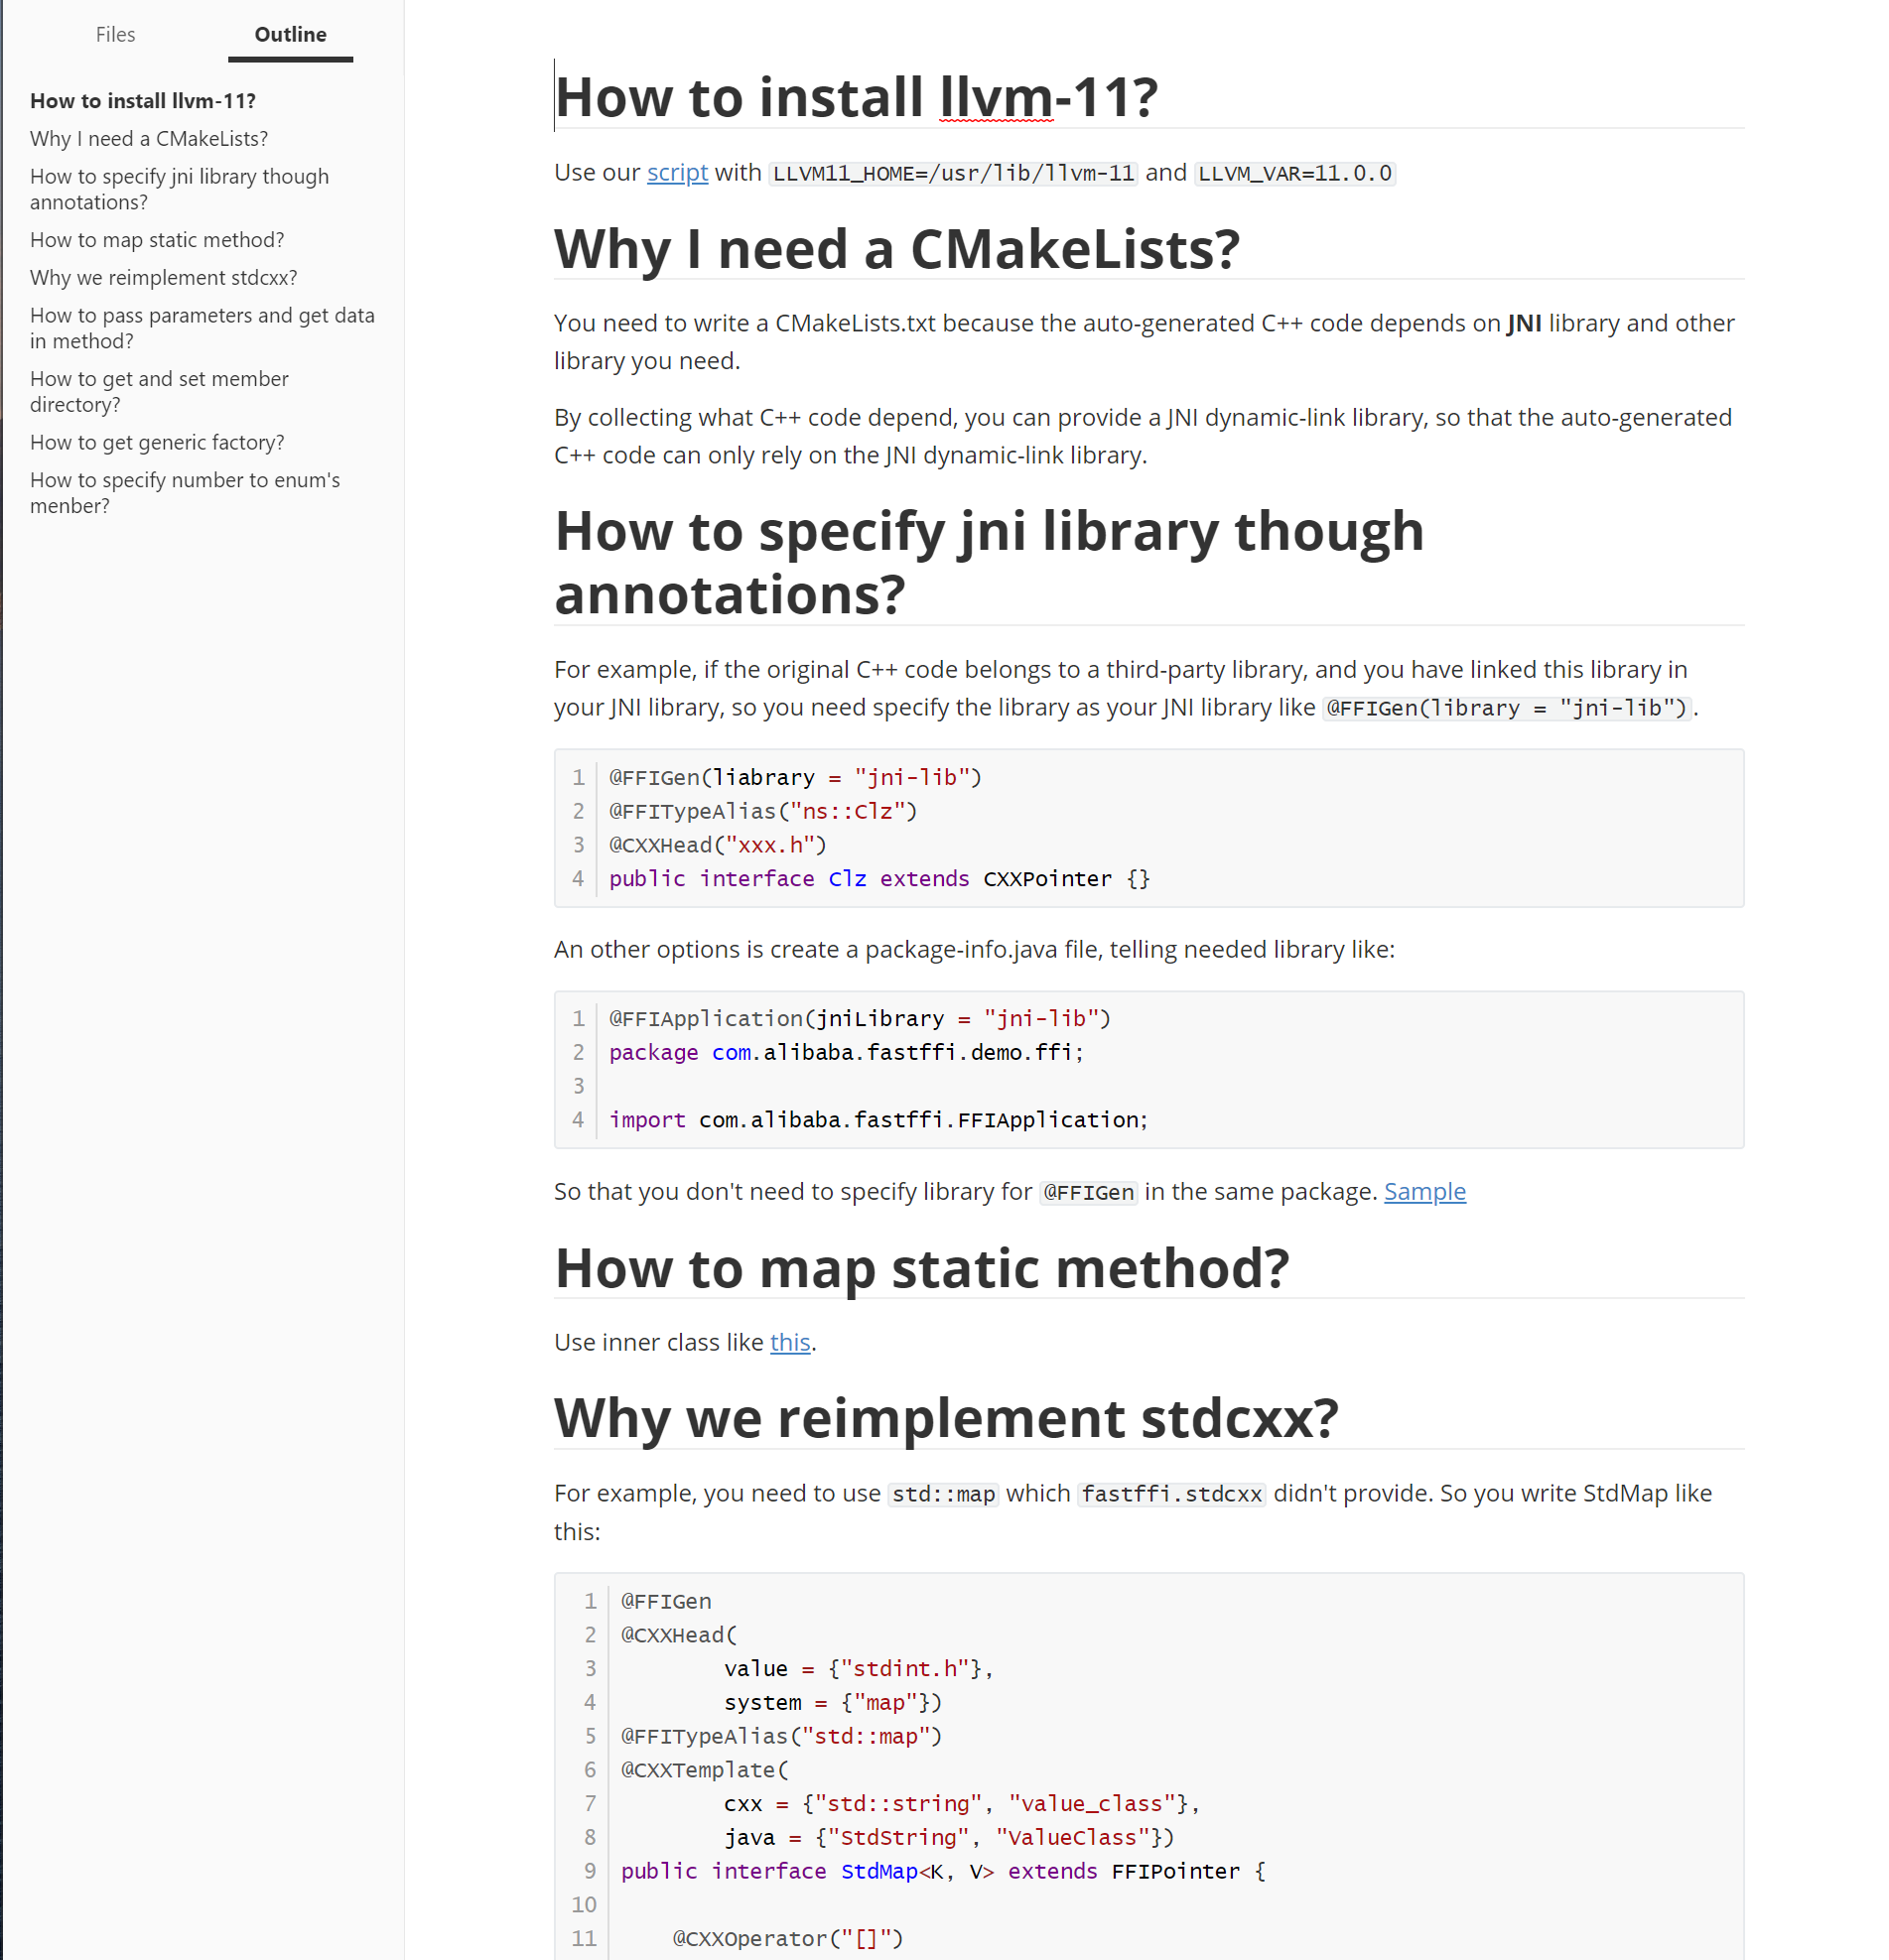 Files
Outline
How to install llvm-11?
Why I need a CMakeLists?
How to specify jni library though
annotations?
How to map static method?
Why we reimplement stdcxx?
How to pass parameters and get data
in method?
How to get and set member
directory?
How to get generic factory?
How to specify number to enum's
menber?
How to install llvm-11?
Use our script with LLVM11_HOME=/usr/lib/llvm-11 and LLVM_VAR=11.0.0
Why I need a CMakeLists?
You need to write a CMakeLists.txt because the auto-generated C++ code depends on JNI library and other
library you need.
By collecting what C++ code depend, you can provide a JNI dynamic-link library, so that the auto-generated
C++ code can only rely on the JNI dynamic-link library.
How to specify jni library though
annotations?
For example, if the original C++ code belongs to a third-party library, and you have linked this library in
your JNI library, so you need specify the library as your JNI library like @FFIGen(library = "jni-lib").
1 @FFIGen(liabrary = "jni-lib")
2 @FFITypeAlias("ns::Clz")
3 @CXXHead("xxx.h")
4 public interface Clz extends CXXPointer {}
An other options is create a package-info.java file, telling needed library like:
1 @FFIApplication(jniLibrary = "jni-lib")
2 package com.alibaba.fastffi.demo.ffi;
3
4 import com.alibaba.fastffi.FFIApplication;
So that you don't need to specify library for @FFIGen in the same package. Sample
How to map static method?
Use inner class like this.
Why we reimplement stdcxx?
For example, you need to use std::map which fastffi.stdcxx didn't provide. So you write StdMap like
this:
1 @FFIGen
2 @CXXHead(
3 value = {"stdint.h"},
4 system = {"map"})
5 @FFITypeAlias("std::map")
6 @CXXTemplate(
7 cxx = {"std::string", "value_class"},
8 java = {"StdString", "ValueClass"})
9 public interface StdMap<K, V> extends FFIPointer {
10
11 @CXXOperator("[]")